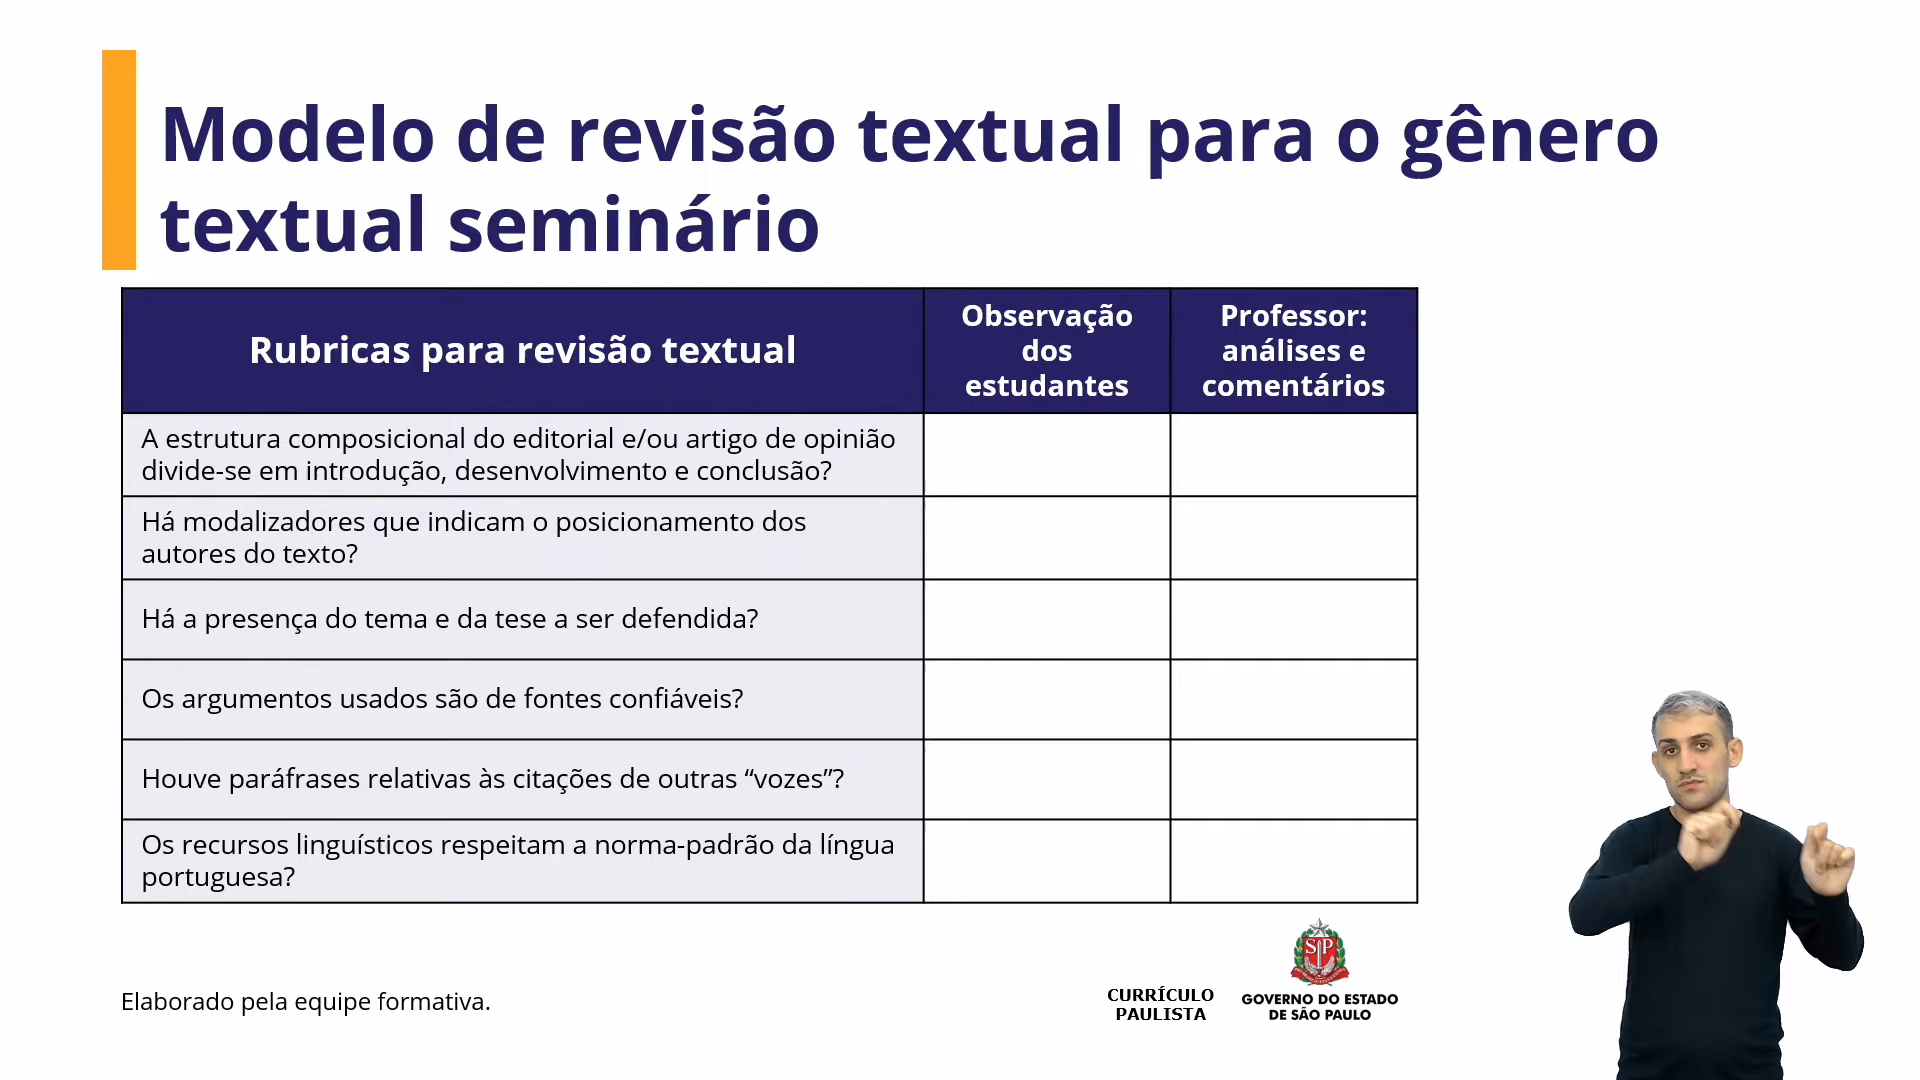 Modelo de revisão textual para o gênero
textual seminário
Rubricas para revisão textual
Observação
dos
estudantes
Professor:
análises e
comentários
A estrutura composicional do editorial e/ou artigo de opinião
divide-se em introdução, desenvolvimento e conclusão?
Há modalizadores que indicam o posicionamento dos
autores do texto?
Há a presença do tema e da tese a ser defendida?
Os argumentos usados são de fontes confiáveis?
Houve paráfrases relativas às citações de outras “vozes”?
Os recursos linguísticos respeitam a norma-padrão da língua
portuguesa?
Elaborado pela equipe formativa.
CURRÍCULO
PAULISTA
SP
GOVERNO DO ESTADO
DE SÃO PAULO